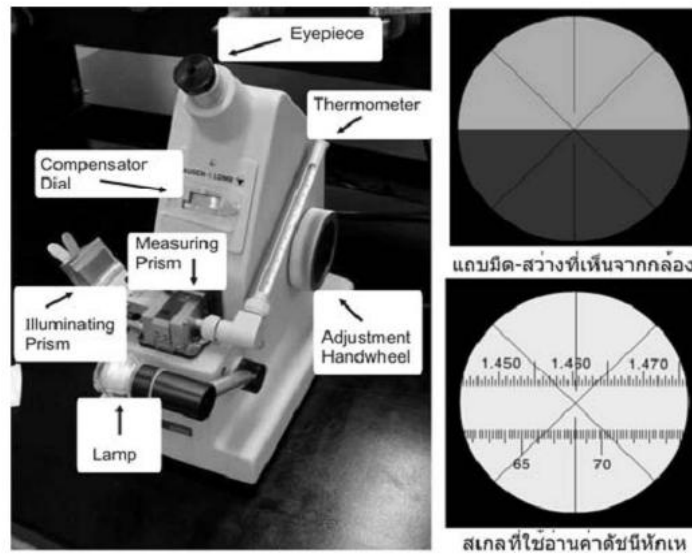 Eyepiece
Thermometer
Compensator
Dial
BAUSCH & LOMB
Measuring
Prism
Illuminating
Prism
Adjustment
Handwheel
Lamp
แถบมืด-สว่างที่เห็นจากกล้อง
1.450 1.460 1.470
65 70
สเกลที่ใช้อ่านค่าดัชนีหักเห